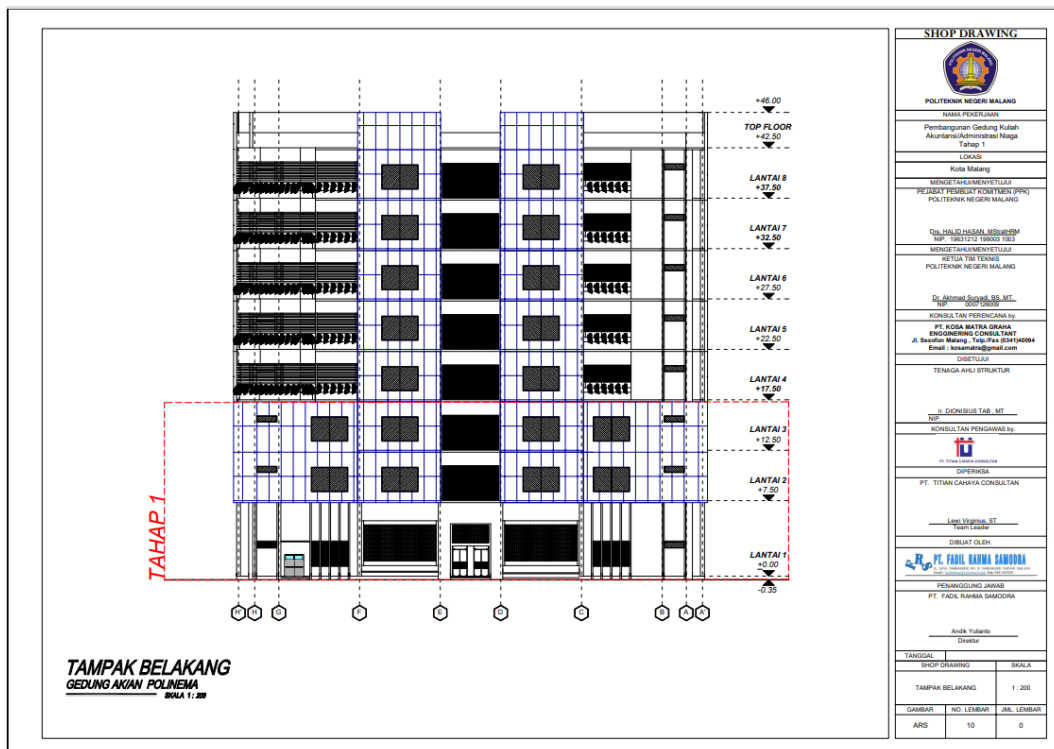 +46.00
TOP FLOOR
+42.50
LANTAI 8
+37.50
LANTAI 7
+32.50
LANTAI 6
+27.50
LANTAI 5
+22.50
LANTAI 4
+17.50
LANTAI 3
+12.50
LANTAI 2
+7.50
LANTAI 1
+0.00
-0.35
TAHAP 1
H' H G F E D C B A A'
TAMPAK BELAKANG
GEDUNG AK/AN POLINEMA
SKALA 1 : 200
SHOP DRAWING
POLITEKNIK NEGERI MALANG
NAMA PEKERJAAN
Pembangunan Gedung Kuliah
Akuntansi/Administrasi Niaga
Tahap 1
LOKASI
Kota Malang
MENGETAHUI/MENYETUJUI
PEJABAT PEMBUAT KOMITMEN (PPK)
POLITEKNIK NEGERI MALANG
Drs. HALID HASAN, MStratHRM
NIP. 19631212 199003 1003
MENGETAHUI/MENYETUJUI
KETUA TIM TEKNIS
POLITEKNIK NEGERI MALANG
Dr. Akhmad Suryadi, BS.,MT.
NIP. 0007126009
KONSULTAN PERENCANA by.
PT. KOSA MATRA GRAHA
ENGGINERING CONSULTANT
Jl. Saxofon Malang , Telp./Fax (0341)40094
Email : kosamatra@gmail.com
DISETUJUI
TENAGA AHLI STRUKTUR
Ir. DIONISIUS TAB , MT
NIP.
KONSULTAN PENGAWAS by.
PT. TITIAN CAHAYA CONSULTAN
DIPERIKSA
PT. TITIAN CAHAYA CONSULTAN
Lewi Virginius, ST
Team Leader
DIBUAT OLEH.
PT. FADIL RAHMA SAMODRA
PENANGGUNG JAWAB
PT. FADIL RAHMA SAMODRA
Andik Yulianto
Direktur
TANGGAL
SHOP DRAWING SKALA
TAMPAK BELAKANG 1 : 200
GAMBAR NO. LEMBAR JML. LEMBAR
ARS 10 0